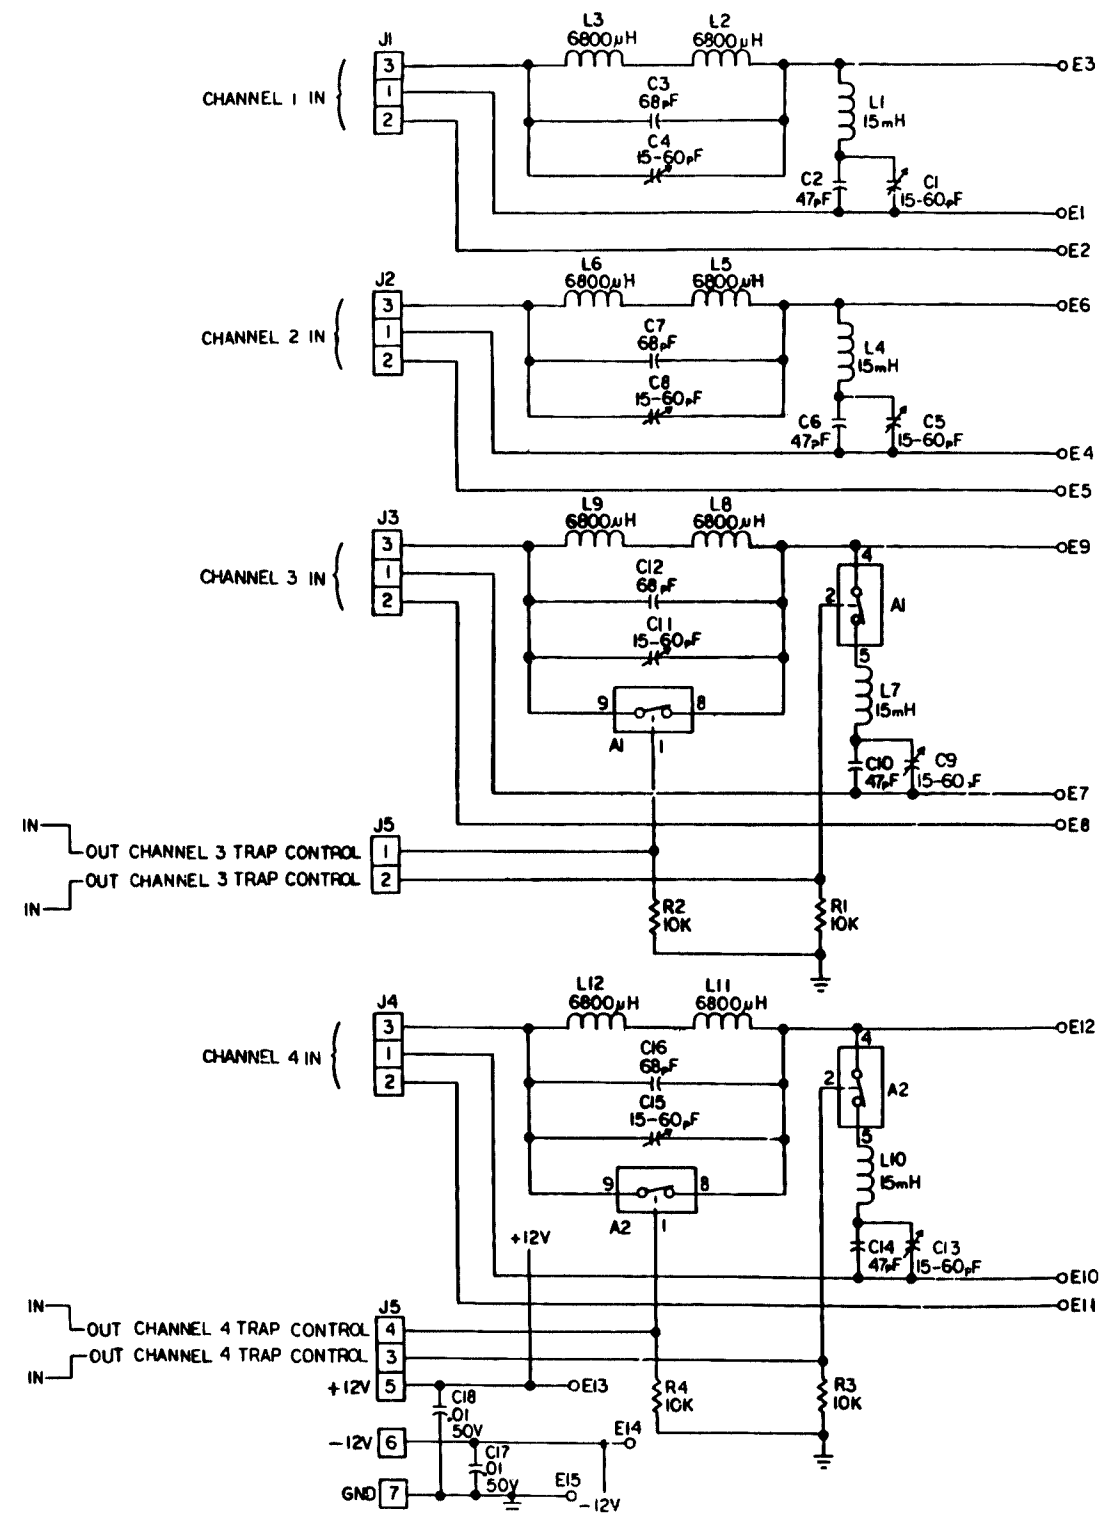 L3
6800µH
L2
6800µH
J1
3
1
2
CHANNEL 1 IN
E3
C3
68pF
C4
15-60pF
L1
15mH
C2
47pF
C1
15-60pF
E1
E2
L6
6800µH
L5
6800µH
J2
3
1
2
CHANNEL 2 IN
E6
C7
68pF
C8
15-60pF
L4
15mH
C6
47pF
C5
15-60pF
E4
E5
L9
6800µH
L8
6800µH
J3
3
1
2
CHANNEL 3 IN
E9
C12
68pF
C11
15-60pF
4
2
A1
5
9
8
A1
1
L7
15mH
C10
47pF
C9
15-60pF
E7
E8
IN
J5
OUT CHANNEL 3 TRAP CONTROL 1
OUT CHANNEL 3 TRAP CONTROL 2
IN
R2
10K
R1
10K
L12
6800µH
L11
6800µH
J4
3
1
2
CHANNEL 4 IN
E12
C16
68pF
C15
15-60pF
4
2
A2
5
9
8
A2
1
L10
15mH
C14
47pF
C13
15-60pF
+12V
E10
E11
IN
J5
OUT CHANNEL 4 TRAP CONTROL 4
OUT CHANNEL 4 TRAP CONTROL 3
IN
+12V 5
E13
C18
.01
50V
R4
10K
R3
10K
-12V 6
E14
C17
.01
50V
GND 7
E15
-12V